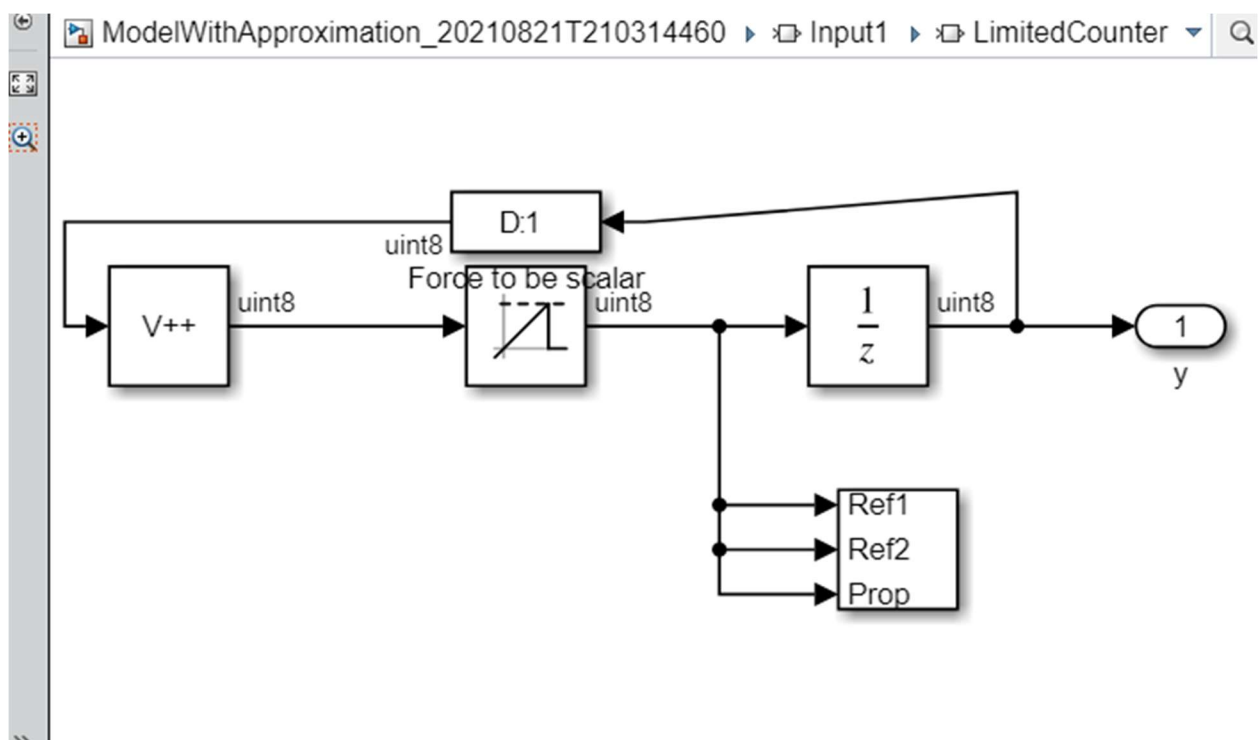 ModelWithApproximation_20210821T210314460 Input1 LimitedCounter
D:1
uint8
Force to be scalar
V++
uint8
uint8
1
z
uint8
1
y
Ref1
Ref2
Prop